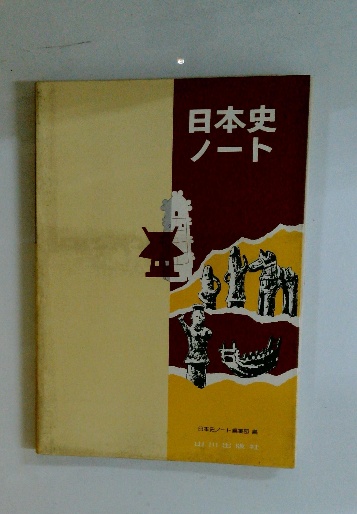 日本史
ノート
日本史ノート編集部 編
山川出版社